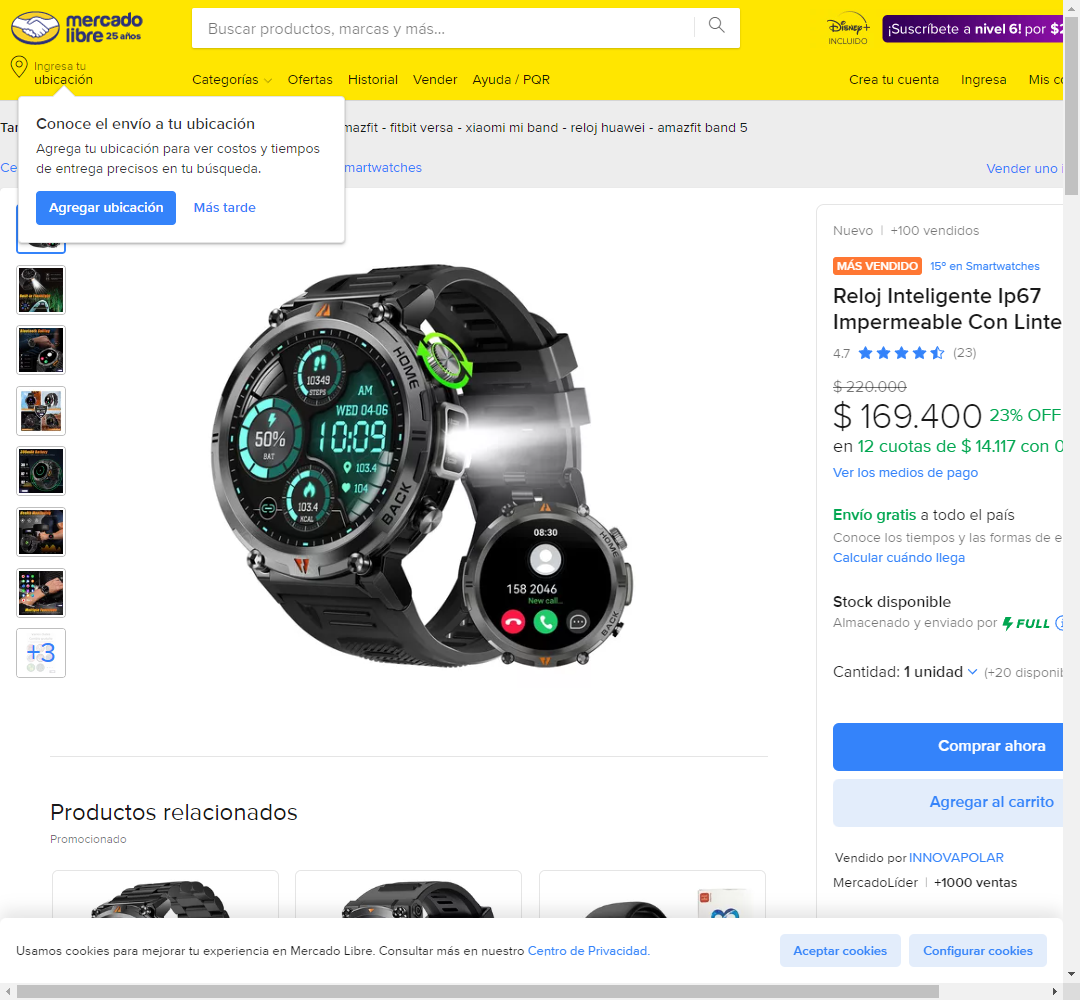 mercado
libre 25 años
Buscar productos, marcas y más...
Disney+
INCLUIDO
¡Suscríbete a nivel 6! por $2
Ingresa tu
ubicación
Categorías
Ofertas
Historial
Vender
Ayuda / PQR
Crea tu cuenta
Ingresa
Mis co
Conoce el envío a tu ubicación
Agrega tu ubicación para ver costos y tiempos
de entrega precisos en tu búsqueda.
Agregar ubicación
Más tarde
mazfit - fitbit versa - xiaomi mi band - reloj huawei - amazfit band 5
Ce
martwatches
Vender uno i
Nuevo | +100 vendidos
MÁS VENDIDO 15º en Smartwatches
Reloj Inteligente Ip67
Impermeable Con Linte
4.7 (23)
$ 220.000
$ 169.400 23% OFF
en 12 cuotas de $ 14.117 con 0
Ver los medios de pago
Envío gratis a todo el país
Conoce los tiempos y las formas de e
Calcular cuándo llega
Stock disponible
Almacenado y enviado por FULL
Cantidad: 1 unidad (+20 disponib
Comprar ahora
Agregar al carrito
Vendido por INNOVAPOLAR
MercadoLíder | +1000 ventas
HOME
BACK
10349
STEPS
AM
WED 04-06
10:09
50%
BAT
103.4
104
103.4
KCAL
08:30
158 2046
New call...
HOME
BACK
+3
Productos relacionados
Promocionado
Usamos cookies para mejorar tu experiencia en Mercado Libre. Consultar más en nuestro Centro de Privacidad.
Aceptar cookies
Configurar cookies